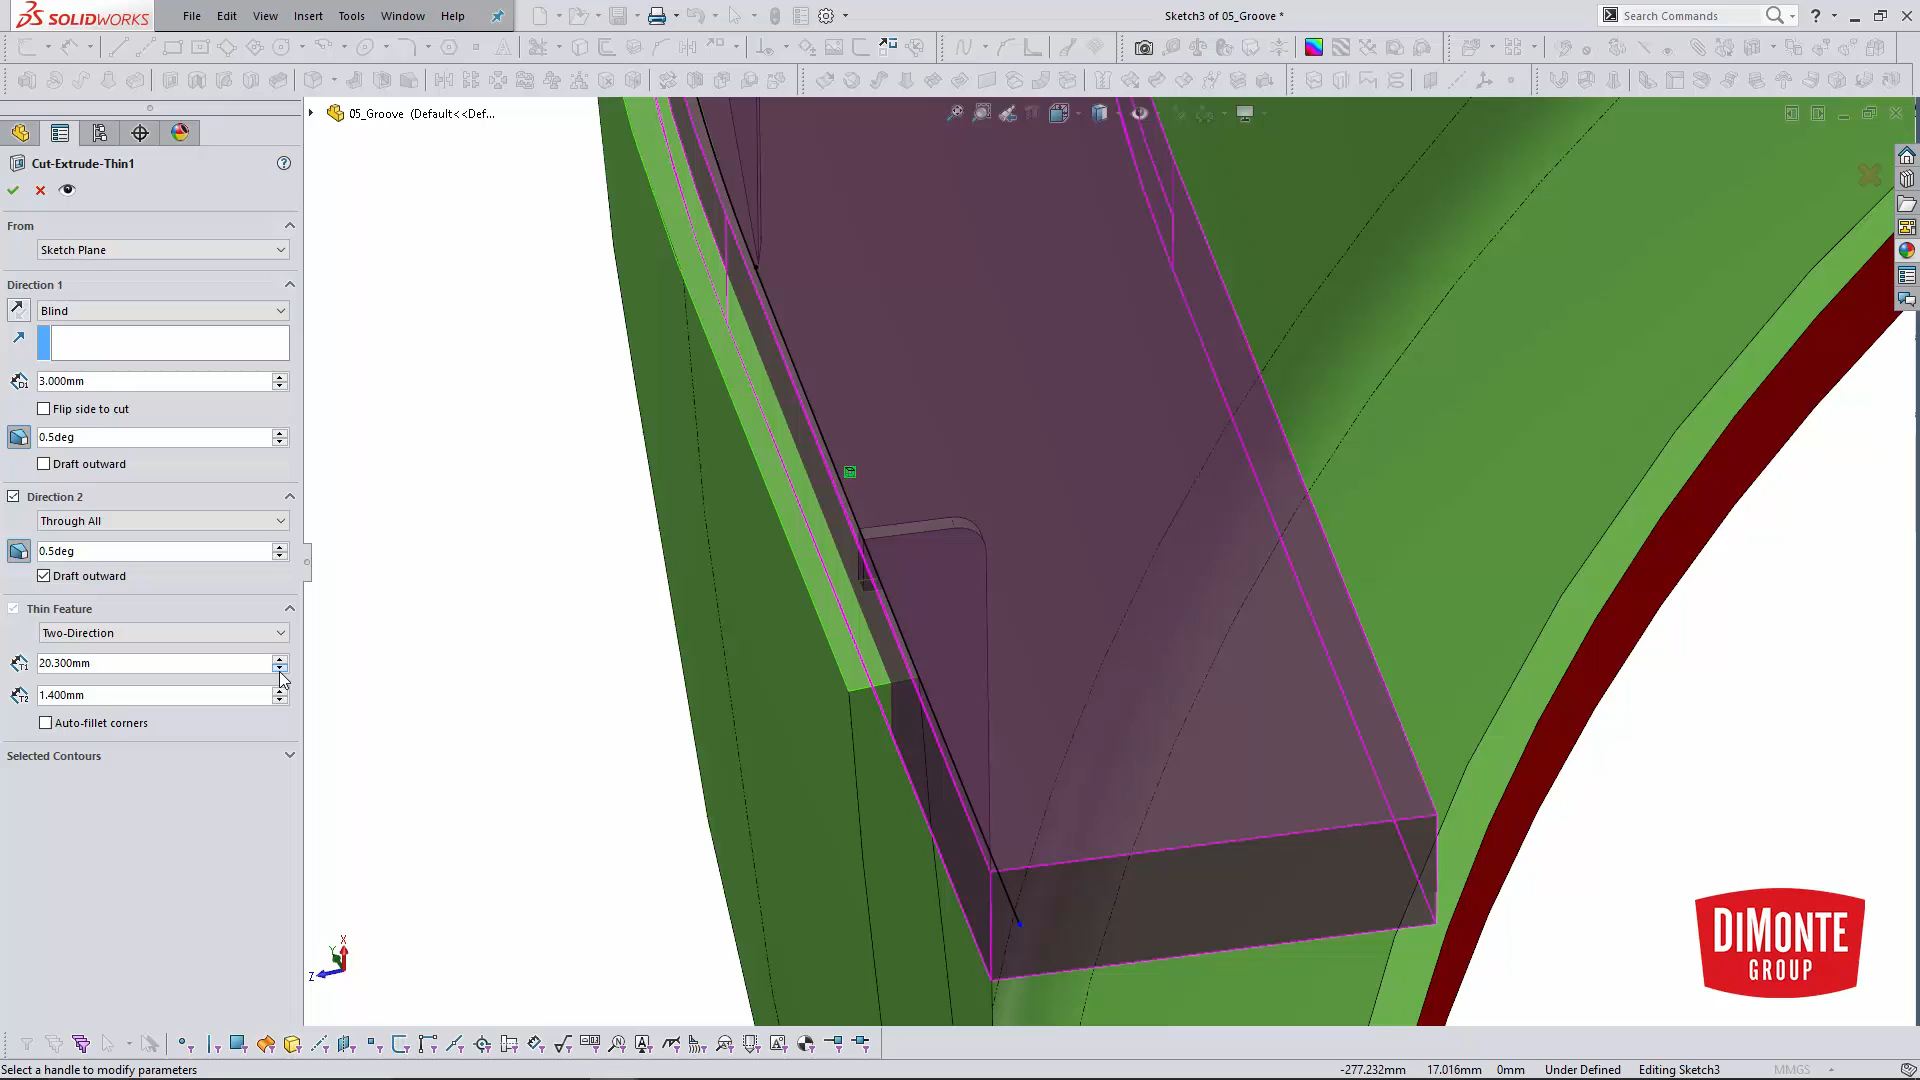 SOLIDWORKS
File Edit View Insert Tools Window Help
Sketch3 of 05_Groove *
Search Commands
05_Groove (Default<<Def...
Cut-Extrude-Thin1
From
Sketch Plane
Direction 1
Blind
D1
3.000mm
Flip side to cut
0.5deg
Draft outward
Direction 2
Through All
0.5deg
Draft outward
Thin Feature
Two-Direction
T1
20.300mm
T2
1.400mm
Auto-fillet corners
Selected Contours
X
Y
Z
DiMONTE
GROUP
Select a handle to modify parameters
-277.232mm 17.016mm 0mm Under Defined Editing Sketch3 MMGS